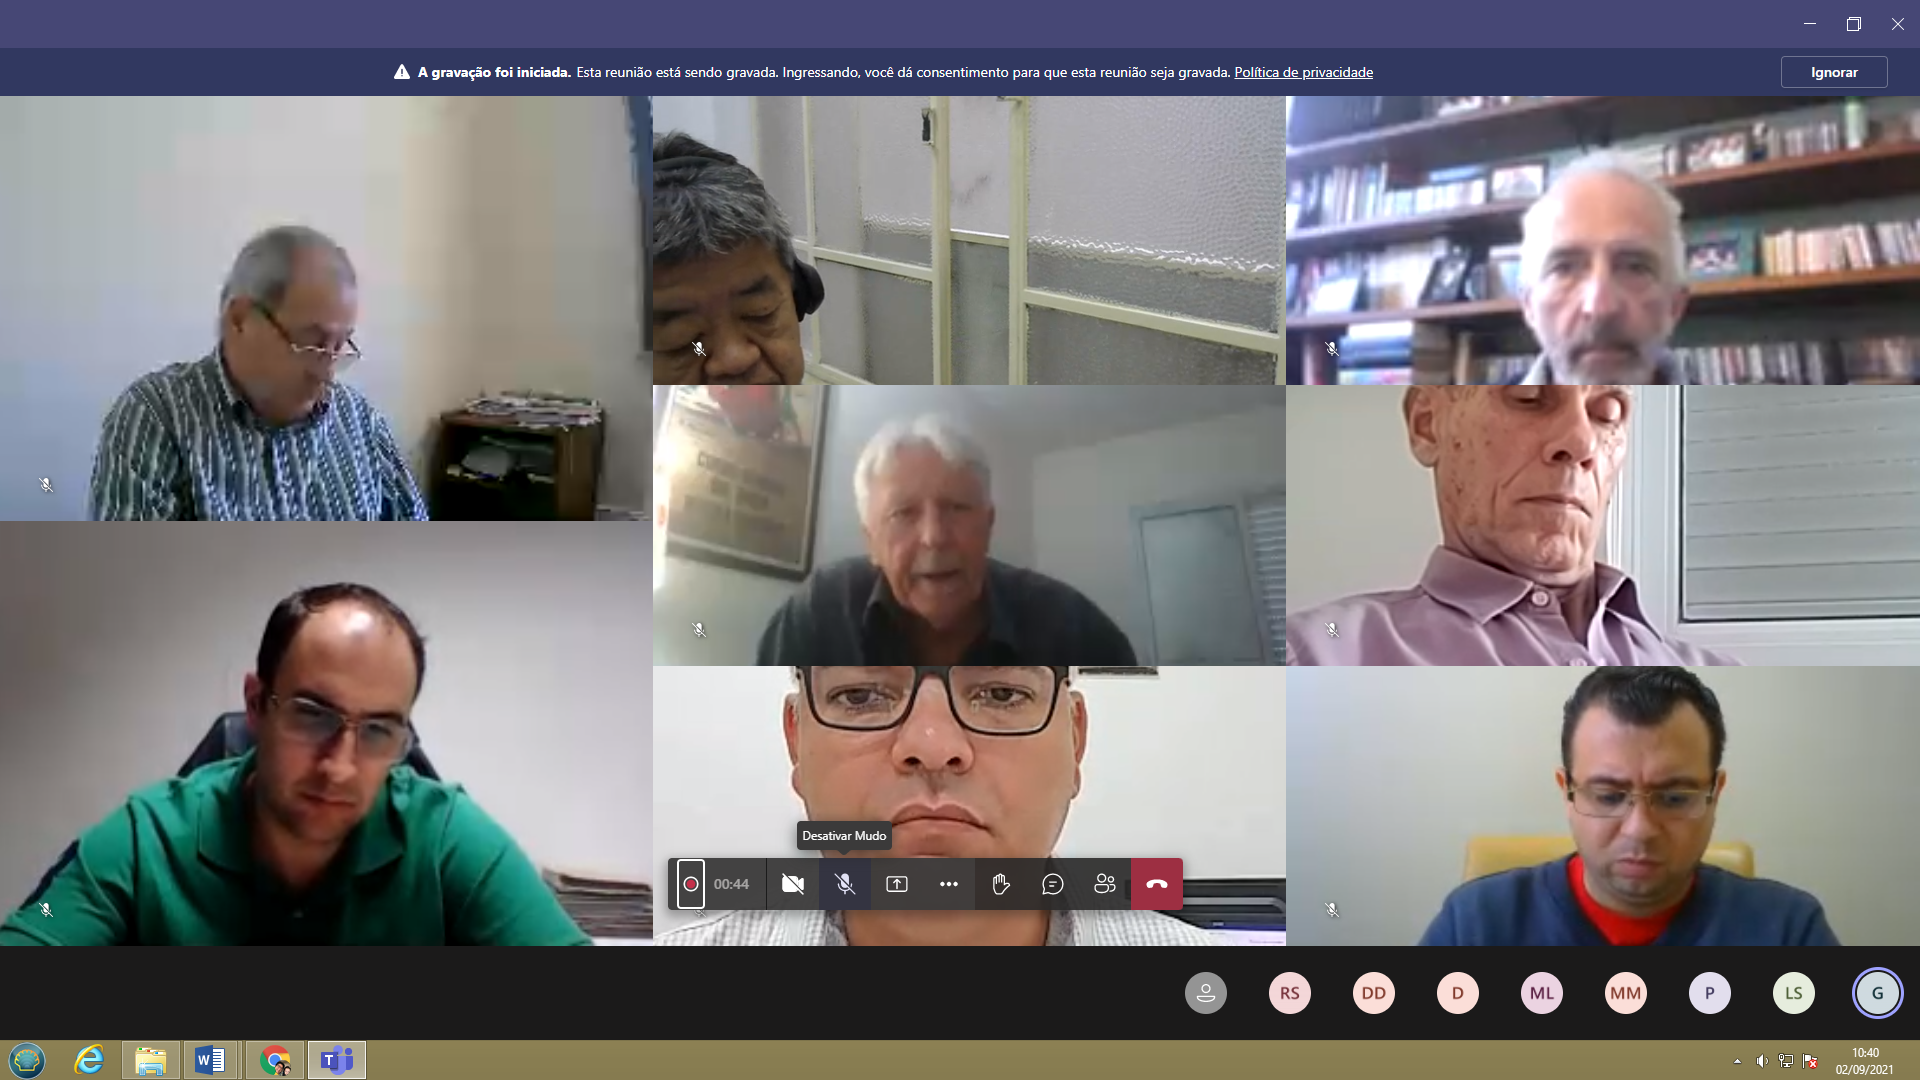 A gravação foi iniciada. Esta reunião está sendo gravada. Ingressando, você dá consentimento para que esta reunião seja gravada. Política de privacidade
Ignorar
Desativar Mudo
00:44
RS
DD
D
ML
MM
P
LS
G
10:40
02/09/2021